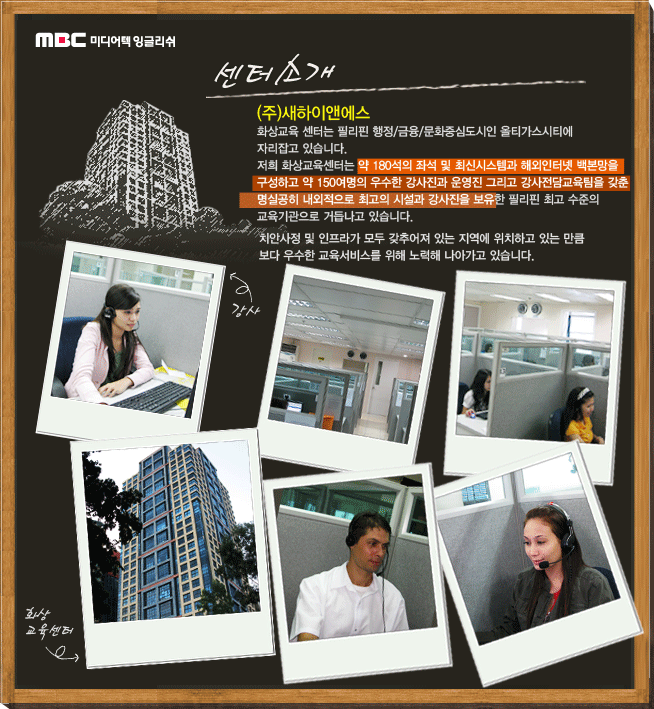 MBC 미디어텍 잉글리쉬
센터소개
(주)새하이앤에스
화상교육 센터는 필리핀 행정/금융/문화중심도시인 올티가스시티에
자리잡고 있습니다.
저희 화상교육센터는 약 180석의 좌석 및 최신시스템과 해외인터넷 백본망을
구성하고 약 150여명의 우수한 강사진과 운영진 그리고 강사전담교육팀을 갖춘
명실공히 내외적으로 최고의 시설과 강사진을 보유한 필리핀 최고 수준의
교육기관으로 거듭나고 있습니다.
치안사정 및 인프라가 모두 갖추어져 있는 지역에 위치하고 있는 만큼
보다 우수한 교육서비스를 위해 노력해 나아가고 있습니다.
강사
화상
교육센터